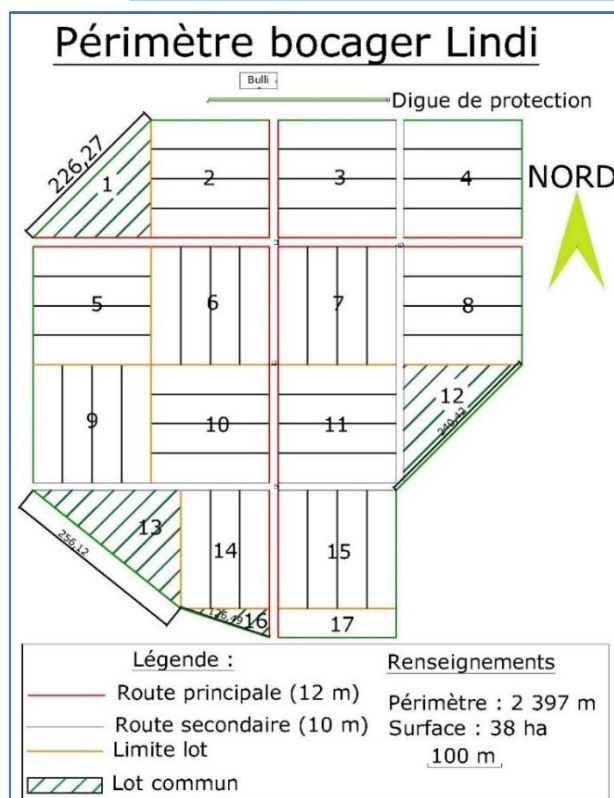 Périmètre bocager Lindi
Bulli
Digue de protection
226,27
1
2
3
4
NORD
5
6
7
8
9
10
11
12
240,42
13
256,12
14
15
126,49
16
17
Légende :
Route principale (12 m)
Route secondaire (10 m)
Limite lot
Lot commun
Renseignements
Périmètre : 2 397 m
Surface : 38 ha
100 m